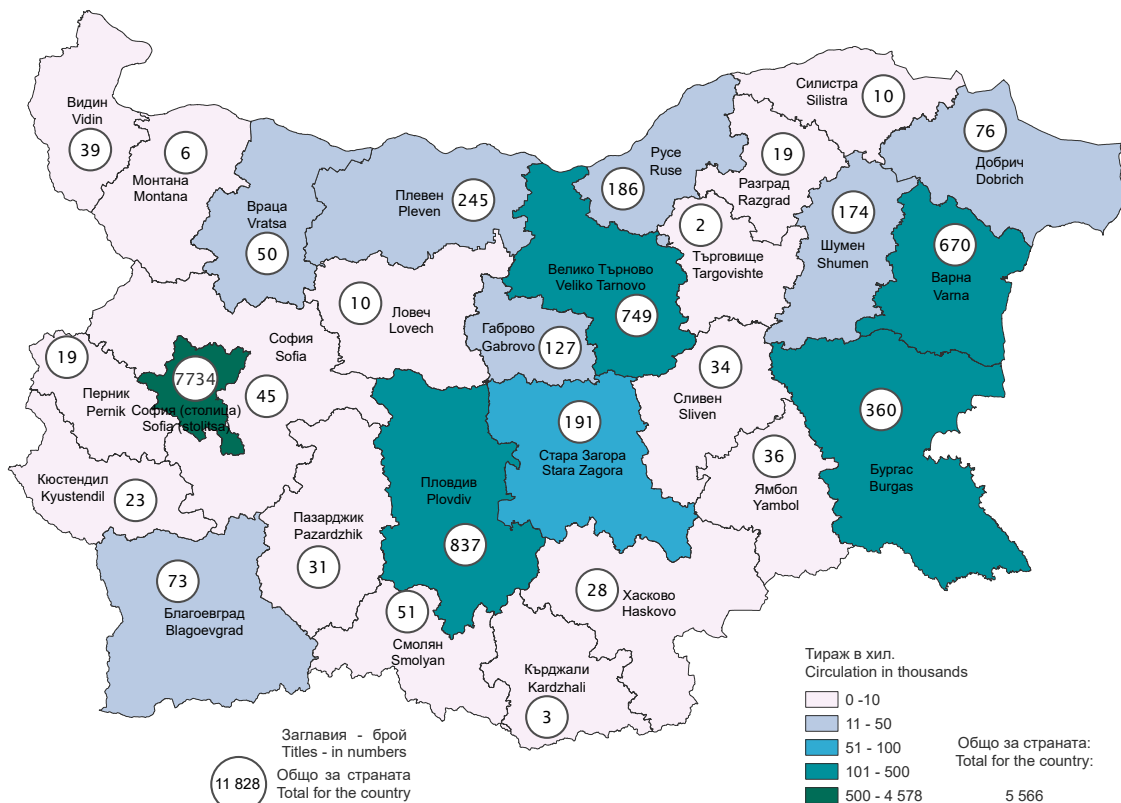 Видин
Vidin
39
6
Монтана
Montana
Враца
Vratsa
50
Плевен
Pleven
245
Русе
Ruse
186
Силистра
Silistra
10
19
Разград
Razgrad
76
Добрич
Dobrich
2
Търговище
Targovishte
174
Шумен
Shumen
670
Варна
Varna
Велико Търново
Veliko Tarnovo
749
10
Ловеч
Lovech
Габрово
Gabrovo
127
София
Sofia
45
19
Перник
Pernik
7734
София (столица)
Sofia (stolitsa)
34
Сливен
Sliven
360
Бургас
Burgas
191
Стара Загора
Stara Zagora
36
Ямбол
Yambol
Кюстендил
Kyustendil
23
Пловдив
Plovdiv
837
Пазарджик
Pazardzhik
31
73
Благоевград
Blagoevgrad
51
Смолян
Smolyan
28
Хасково
Haskovo
Кърджали
Kardzhali
3
Заглавия - брой
Titles - in numbers
11 828
Общо за страната
Total for the country
Тираж в хил.
Circulation in thousands
0 -10
11 - 50
51 - 100
101 - 500
500 - 4 578
Общо за страната:
Total for the country:
5 566